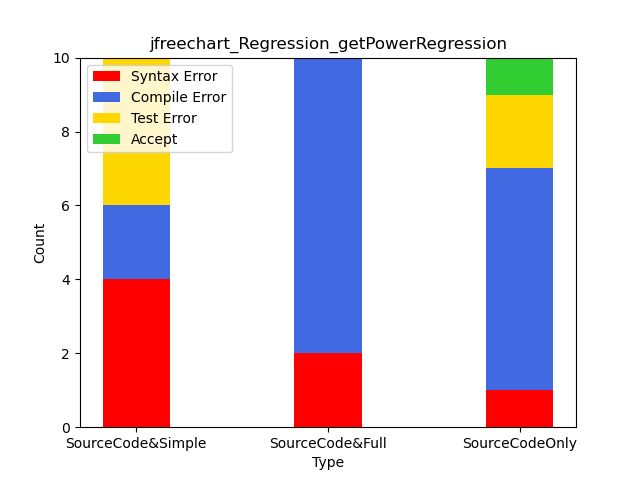 jfreechart_Regression_getPowerRegression
10
8
6
4
2
0
Count
Syntax Error
Compile Error
Test Error
Accept
SourceCode&Simple SourceCode&Full SourceCodeOnly
Type